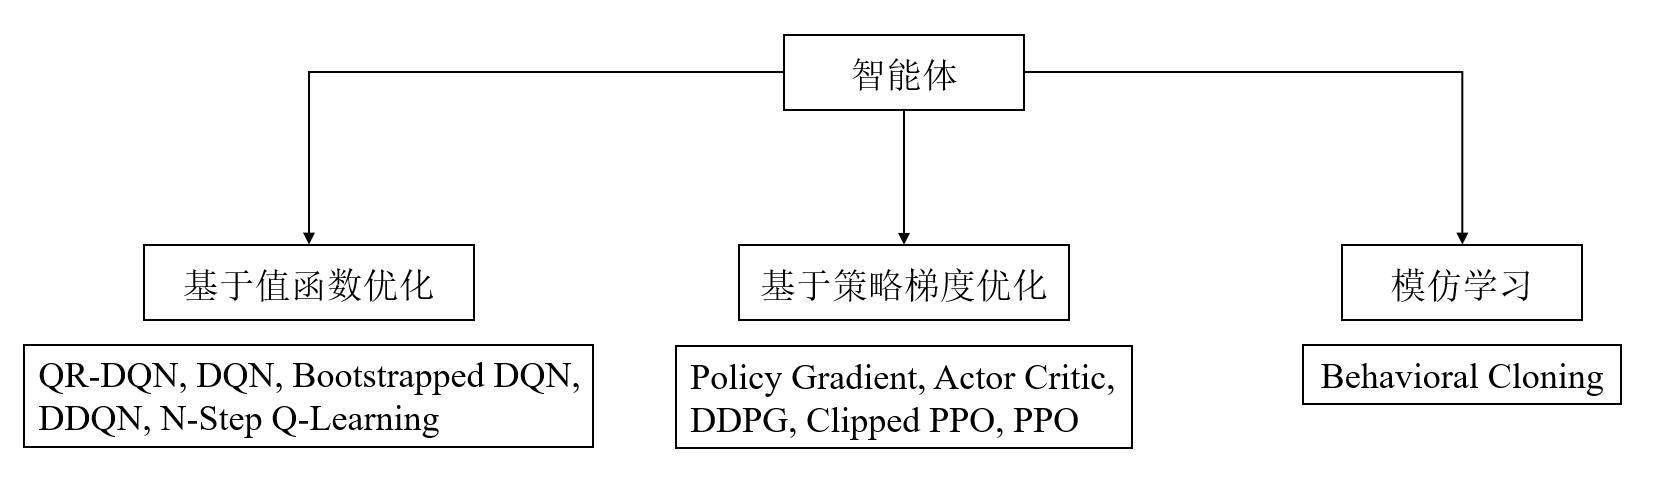 智能体
基于值函数优化
基于策略梯度优化
模仿学习
QR-DQN, DQN, Bootstrapped DQN,
DDQN, N-Step Q-Learning
Policy Gradient, Actor Critic,
DDPG, Clipped PPO, PPO
Behavioral Cloning